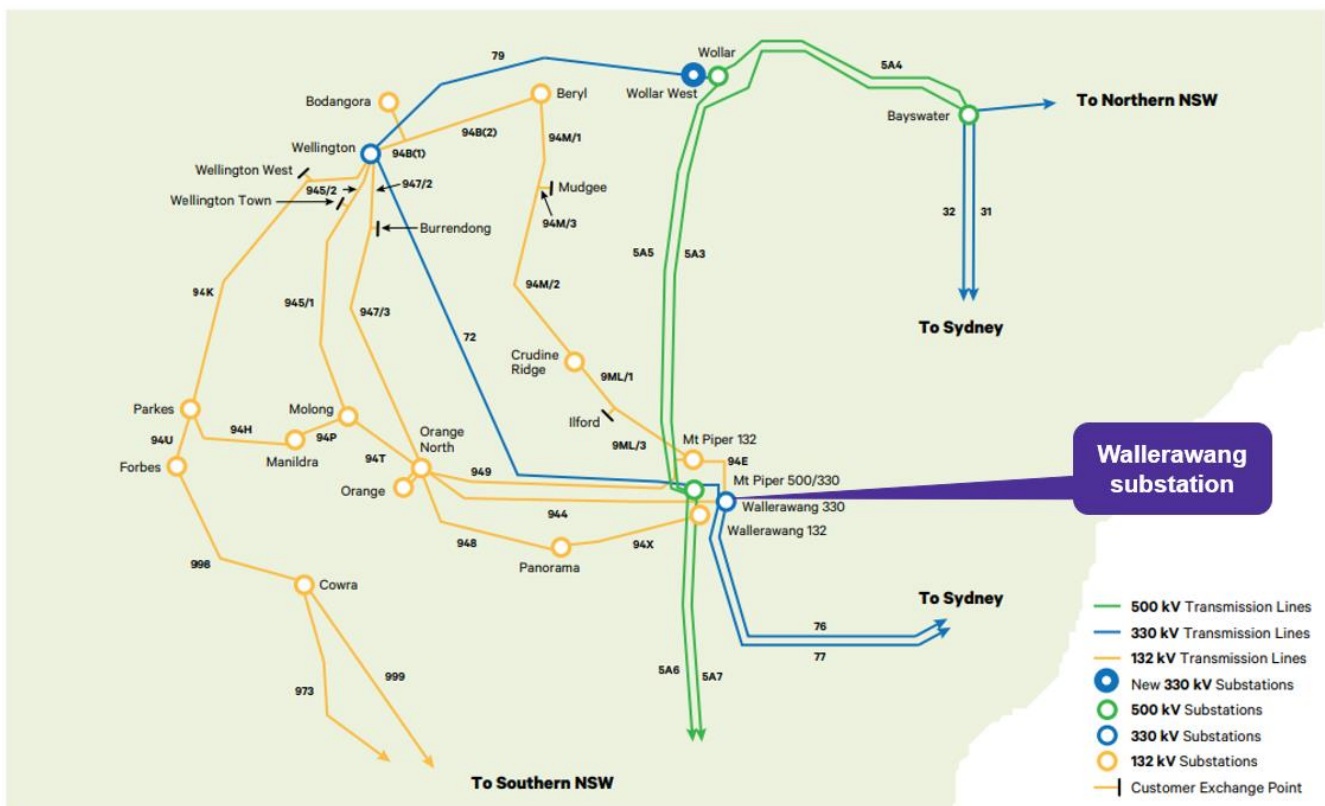 79
Wollar
5A4
Wollar West
Beryl
Bodangora
94B(2)
To Northern NSW
Bayswater
94M/1
Wellington
94B(1)
Wellington West
945/2
947/2
Mudgee
Wellington Town
94M/3
32
31
Burrendong
5A5
5A3
94K
94M/2
945/1
947/3
To Sydney
72
Crudine
Ridge
9ML/1
Parkes
Molong
Ilford
94U
94H
94P
Orange
North
9ML/3
Mt Piper 132
94E
Manildra
94T
Forbes
949
Mt Piper 500/330
Wallerawang
substation
Orange
944
Wallerawang 330
Wallerawang 132
948
94X
Panorama
998
Cowra
To Sydney
76
77
5A6
5A7
973
999
To Southern NSW
500 kV Transmission Lines
330 kV Transmission Lines
132 kV Transmission Lines
New 330 kV Substations
500 kV Substations
330 kV Substations
132 kV Substations
Customer Exchange Point